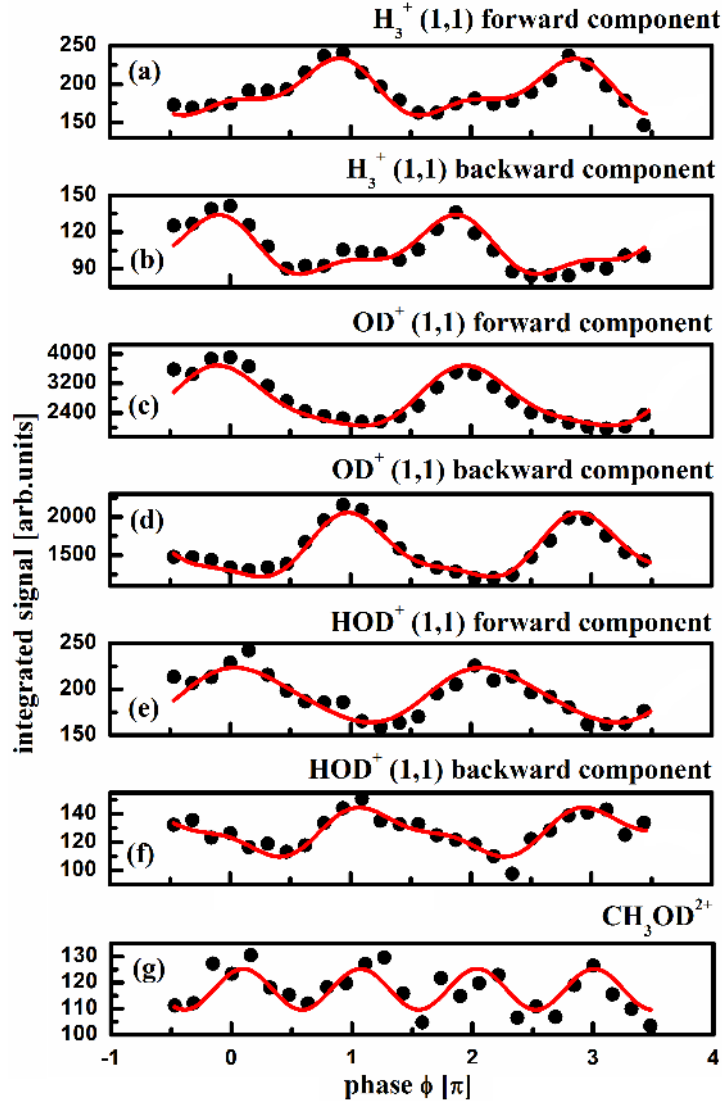 H₃⁺ (1,1) forward component
(a)
250
200
150
H₃⁺ (1,1) backward component
(b)
150
120
90
OD⁺ (1,1) forward component
(c)
4000
3200
2400
OD⁺ (1,1) backward component
(d)
2000
1500
HOD⁺ (1,1) forward component
(e)
250
200
150
HOD⁺ (1,1) backward component
(f)
140
120
100
CH₃OD²⁺
(g)
130
120
110
100
-1 0 1 2 3 4
phase ϕ [π]
integrated signal [arb.units]